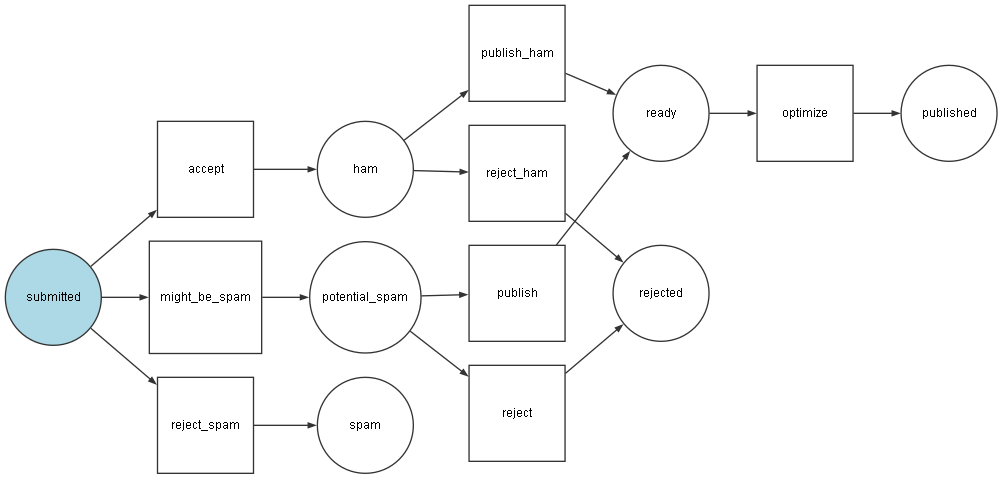 publish_ham
ready
optimize
published
accept
ham
reject_ham
submitted
might_be_spam
potential_spam
publish
rejected
reject_spam
spam
reject